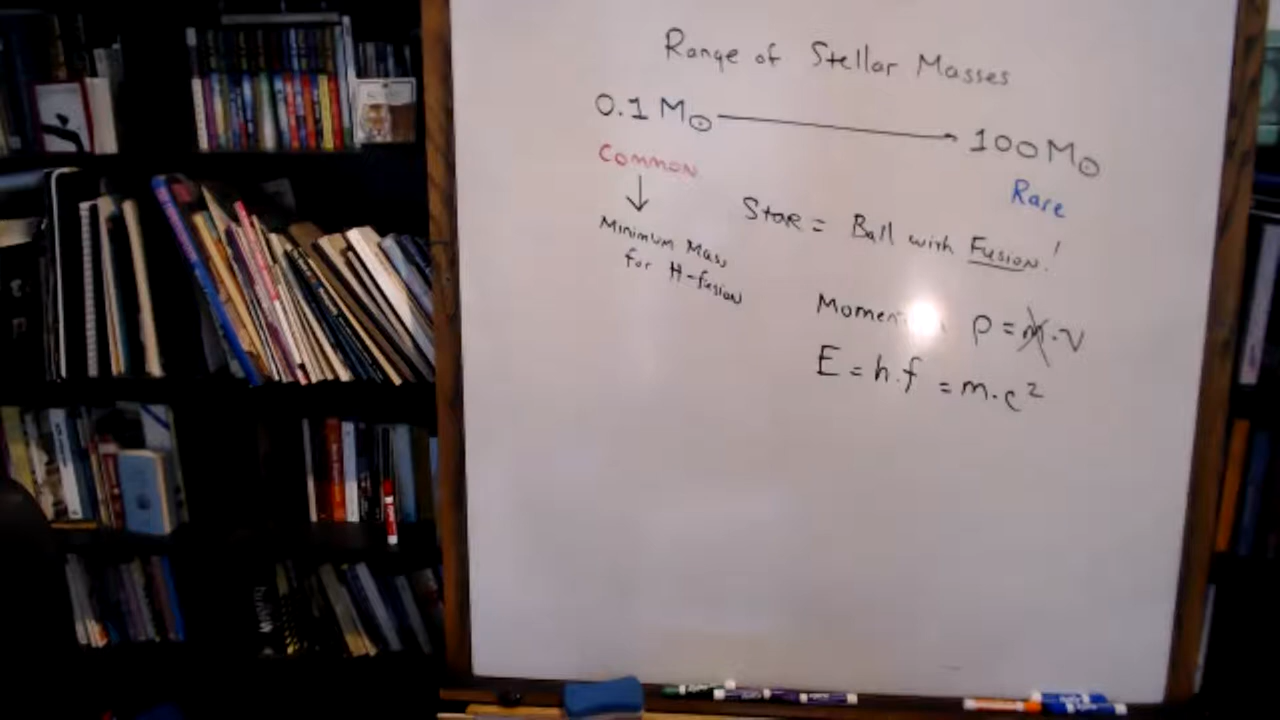 Range of Stellar Masses
0.1 M☉ → 100 M☉
Common
Rare
↓
Star = Ball with Fusion!
Minimum Mass
for H-fusion
p = m·v
E = h.f = m.c²